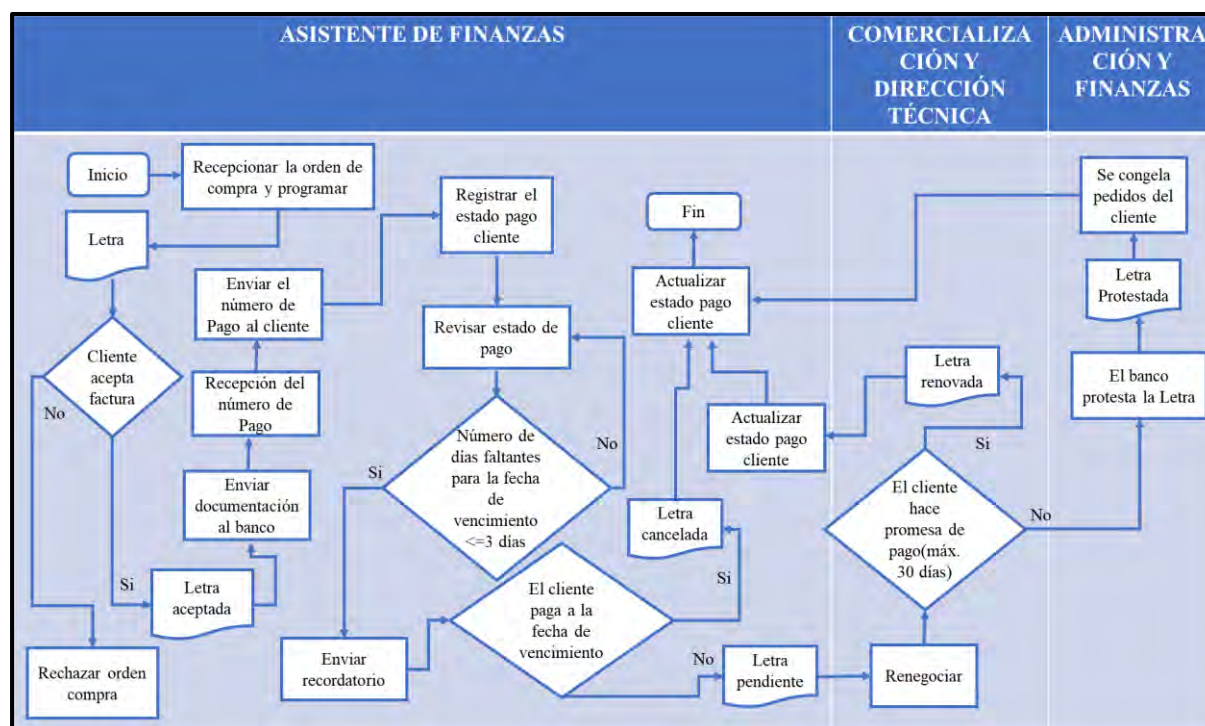 ASISTENTE DE FINANZAS
COMERCIALIZA
CIÓN Y
DIRECCIÓN
TÉCNICA
ADMINISTRA
CIÓN Y
FINANZAS
Inicio
Recepcionar la orden de
compra y programar
Letra
Cliente
acepta
factura
No
Si
Rechazar orden
compra
Letra
aceptada
Enviar
documentación
al banco
Recepción del
número de
Pago
Enviar el
número de
Pago al cliente
Registrar el
estado pago
cliente
Revisar estado de
pago
Número de
días faltantes
para la fecha
de
vencimiento
<=3 días
No
Si
Enviar
recordatorio
El cliente
paga a la
fecha de
vencimiento
Si
No
Letra
cancelada
Letra
pendiente
Fin
Actualizar
estado pago
cliente
Actualizar
estado pago
cliente
Letra
renovada
Si
El cliente
hace
promesa de
pago(máx.
30 días)
No
Renegociar
Se congela
pedidos del
cliente
Letra
Protestada
El banco
protesta la Letra